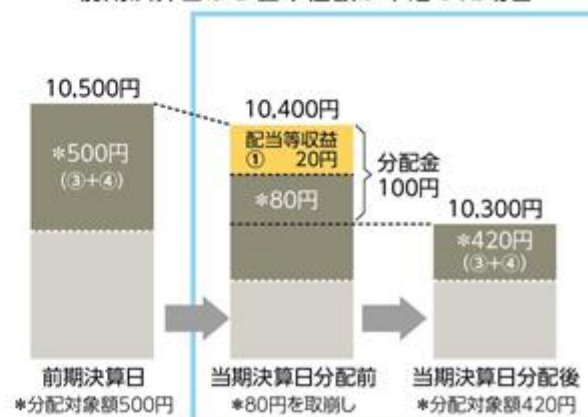 10,500円
*500円
(③+④)
10,400円
配当等収益
① 20円
*80円
分配金
100円
10,300円
*420円
(③+④)
前期決算日
*分配対象額500円
当期決算日分配前
*80円を取崩し
当期決算日分配後
*分配対象額420円